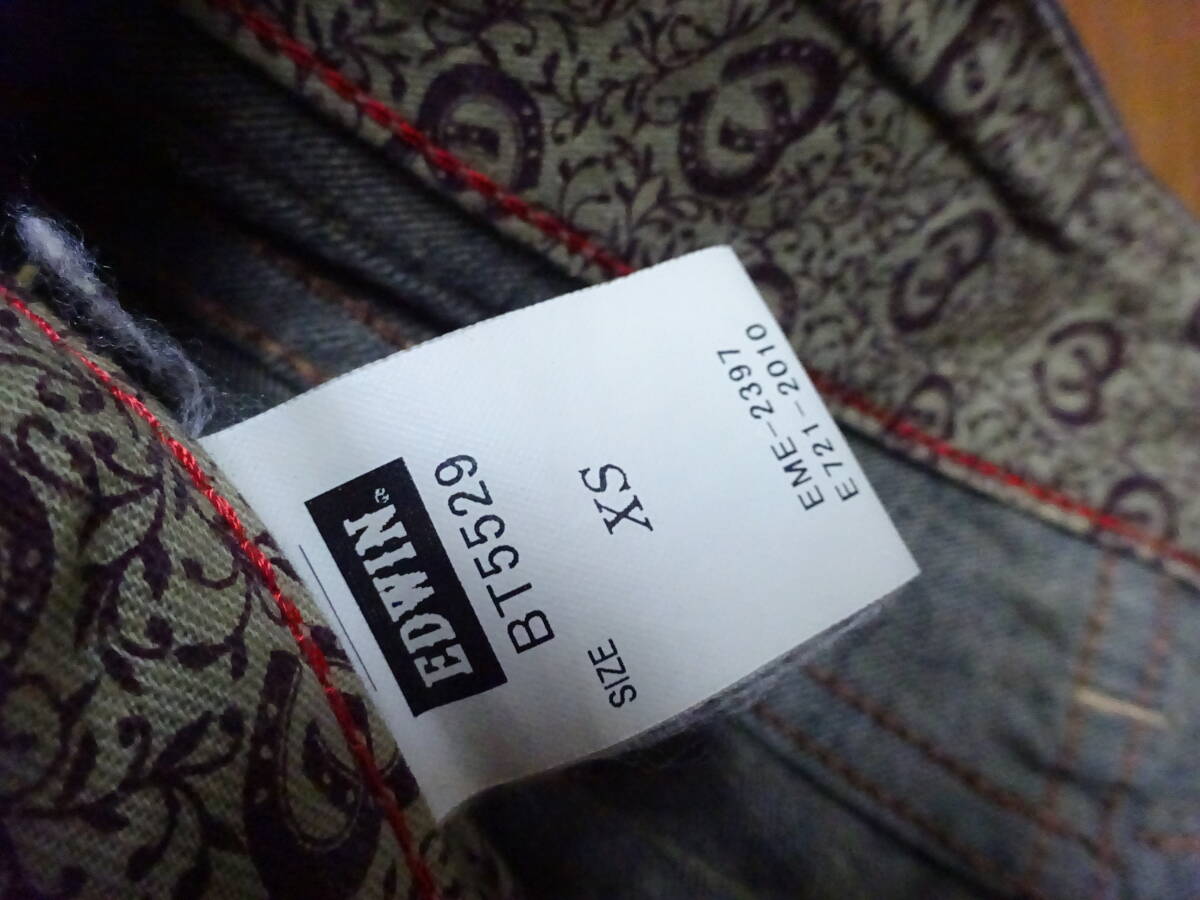 EDWIN®
BT5529
SIZE XS
EME-2397
E721-2010